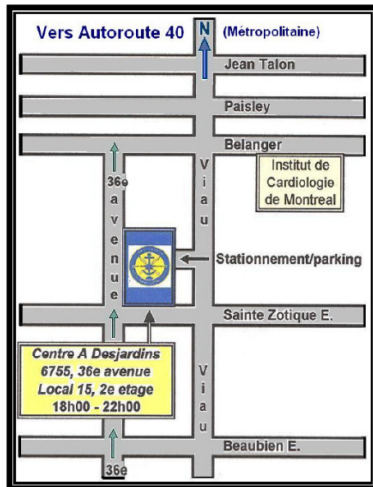 Vers Autoroute 40
N
(Métropolitaine)
Jean Talon
Paisley
Belanger
Institut de
Cardiologie
de Montreal
36e
avenue
Viau
Stationnement/parking
Sainte Zotique E.
Centre A Desjardins
6755, 36e avenue
Local 15, 2e etage
18h00 - 22h00
Viau
Beaubien E.
36e